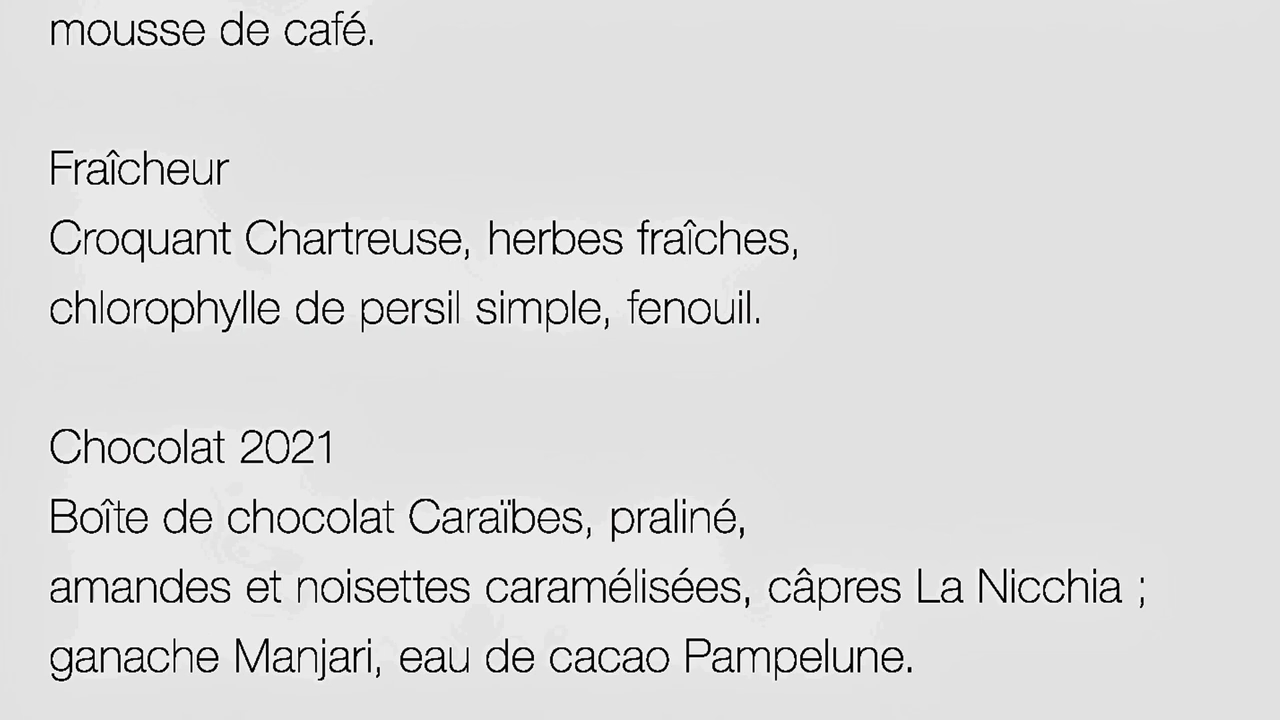 mousse de café.
Fraîcheur
Croquant Chartreuse, herbes fraîches,
chlorophylle de persil simple, fenouil.
Chocolat 2021
Boîte de chocolat Caraïbes, praliné,
amandes et noisettes caramélisées, câpres La Nicchia ;
ganache Manjari, eau de cacao Pampelune.